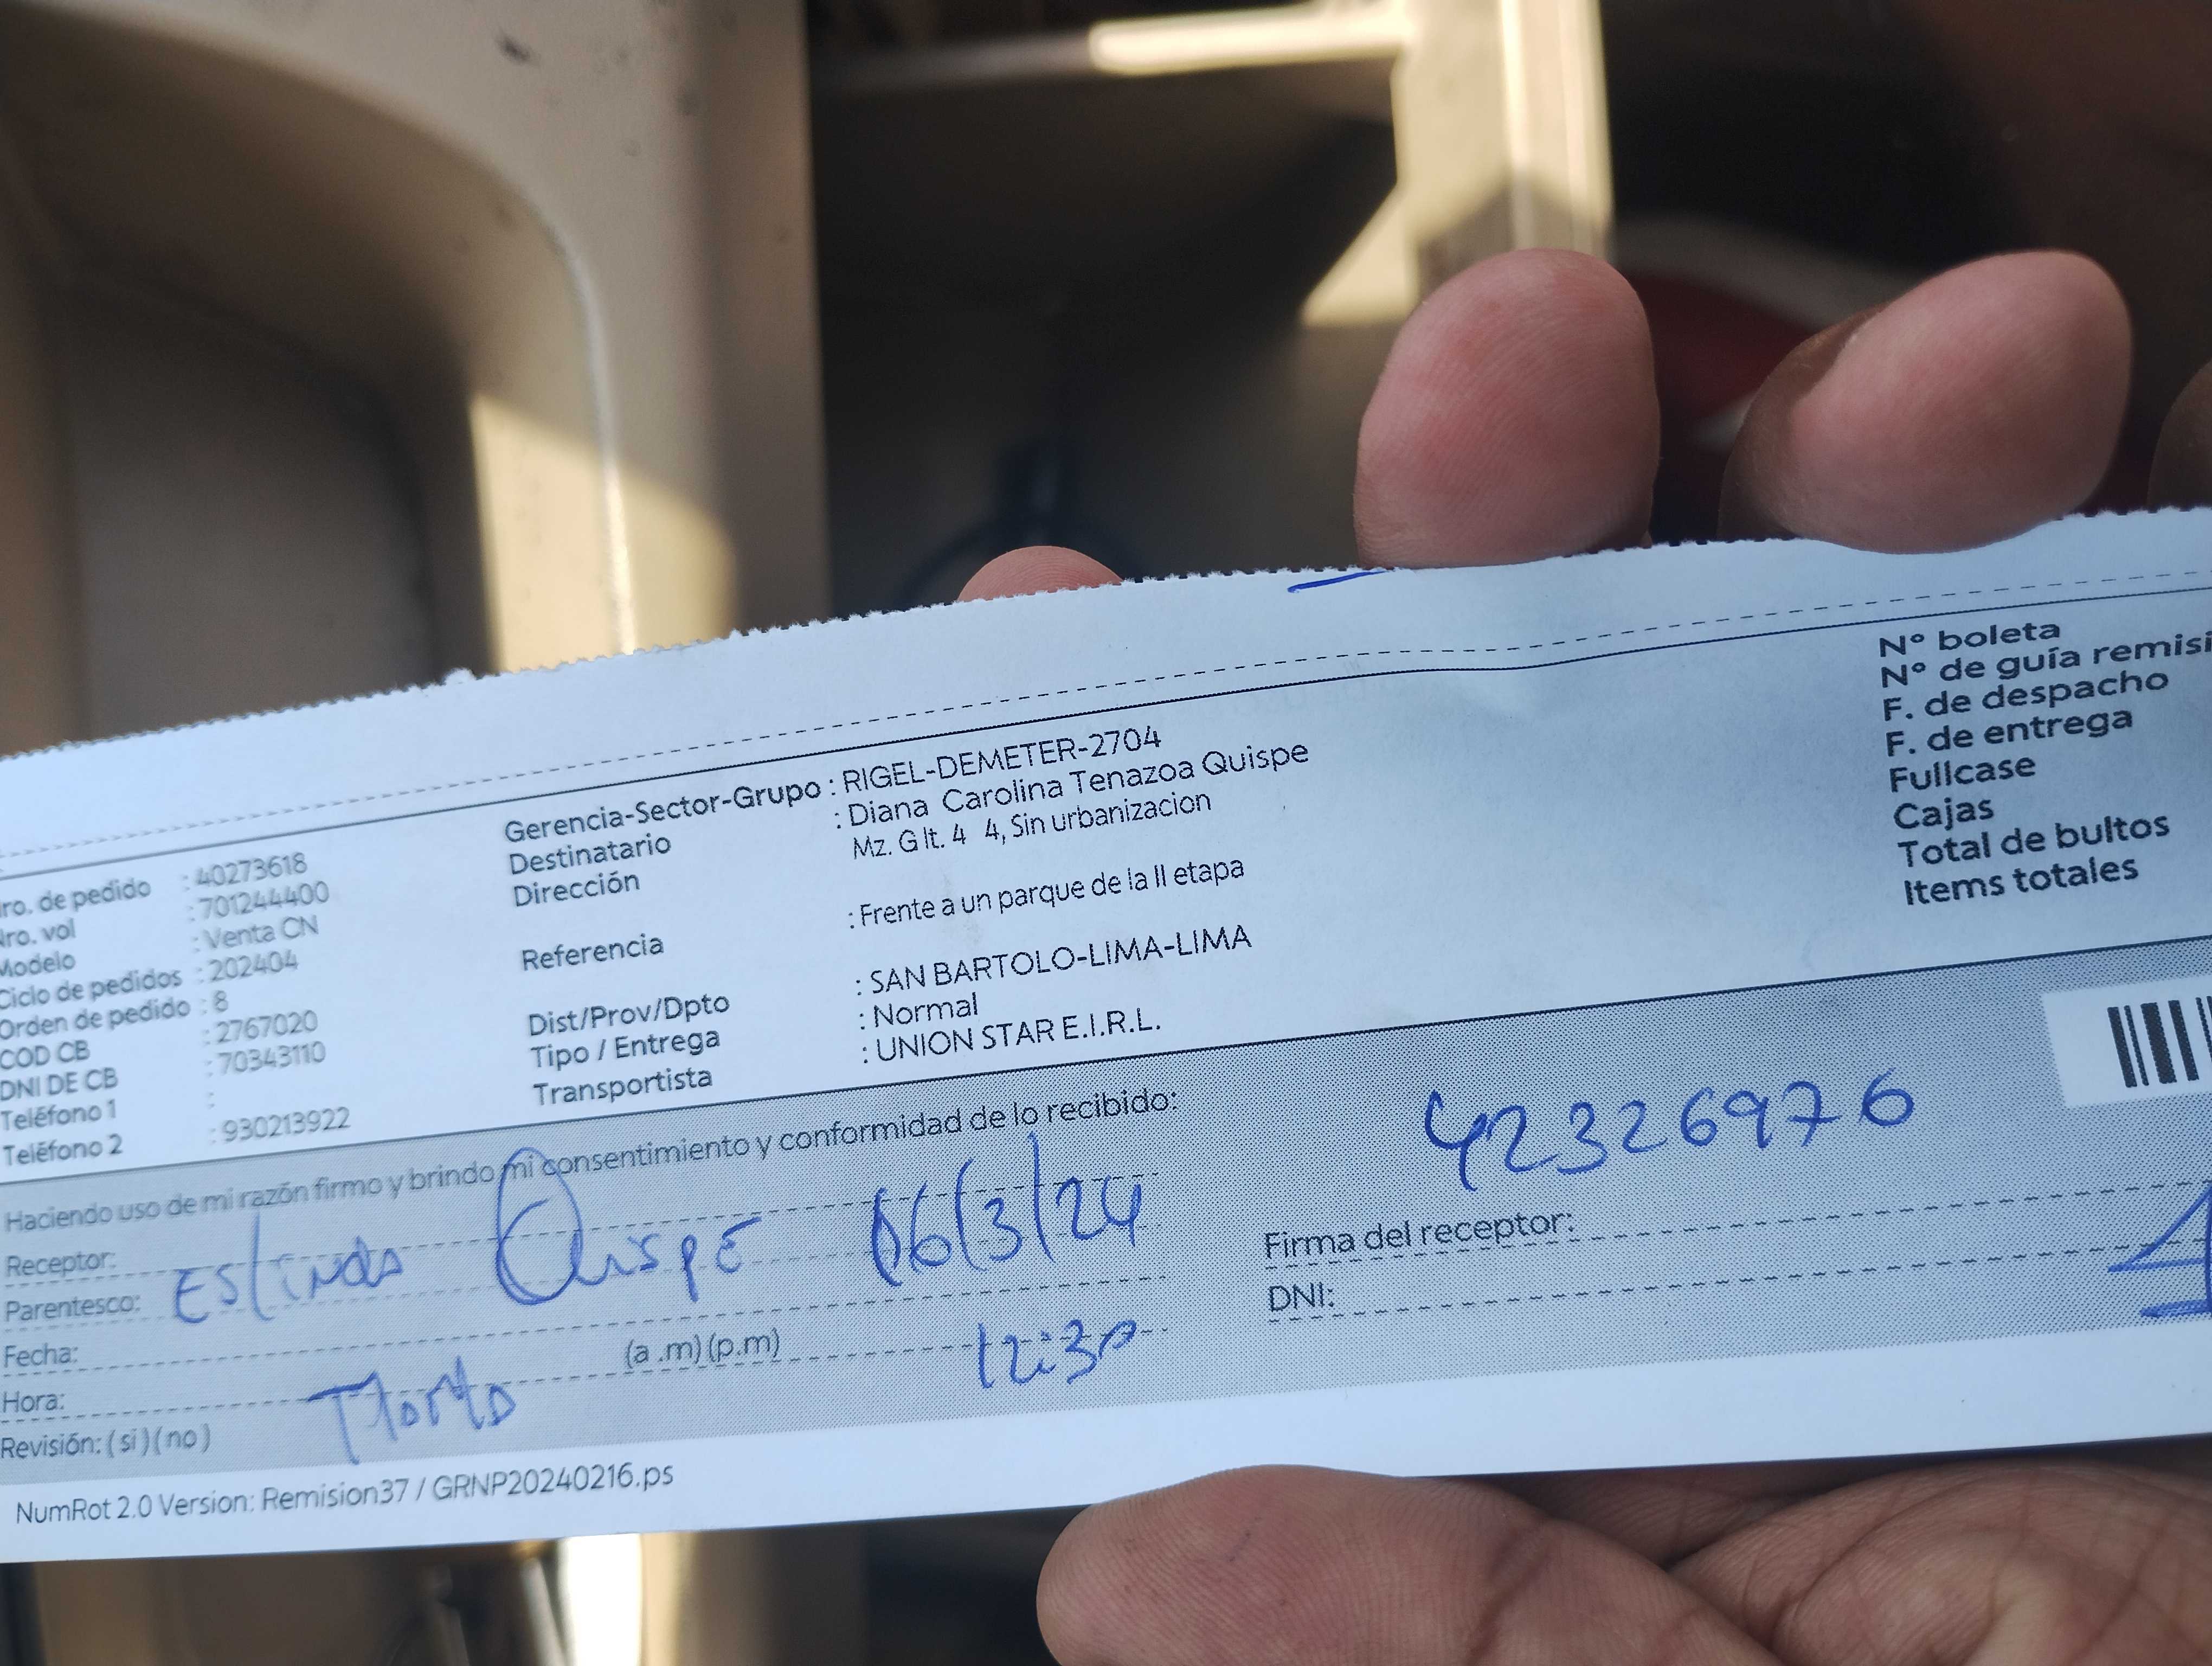 ro. de pedido : 40273618
Nro. vol : 701244400
Modelo : Venta CN
Ciclo de pedidos : 202404
Orden de pedido : 8
COD CB : 2767020
DNI DE CB : 70343110
Teléfono 1 :
Teléfono 2 : 930213922
Gerencia-Sector-Grupo : RIGEL-DEMETER-2704
Destinatario : Diana Carolina Tenazoa Quispe
Dirección Mz. G lt. 4 4, Sin urbanizacion
Referencia : Frente a un parque de la II etapa
Dist/Prov/Dpto : SAN BARTOLO-LIMA-LIMA
Tipo / Entrega : Normal
Transportista : UNION STAR E.I.R.L.
N° boleta
N° de guía remisi
F. de despacho
F. de entrega
Fullcase
Cajas
Total de bultos
Items totales
Haciendo uso de mi razón firmo y brindo mi consentimiento y conformidad de lo recibido:
Receptor:
Parentesco: Quispe 06/3/24
Fecha:
Hora: (a .m) (p.m) 12:30
Revisión: ( si ) ( no )
42326976
Firma del receptor:
DNI:
NumRot 2.0 Version: Remision37 / GRNP20240216.ps